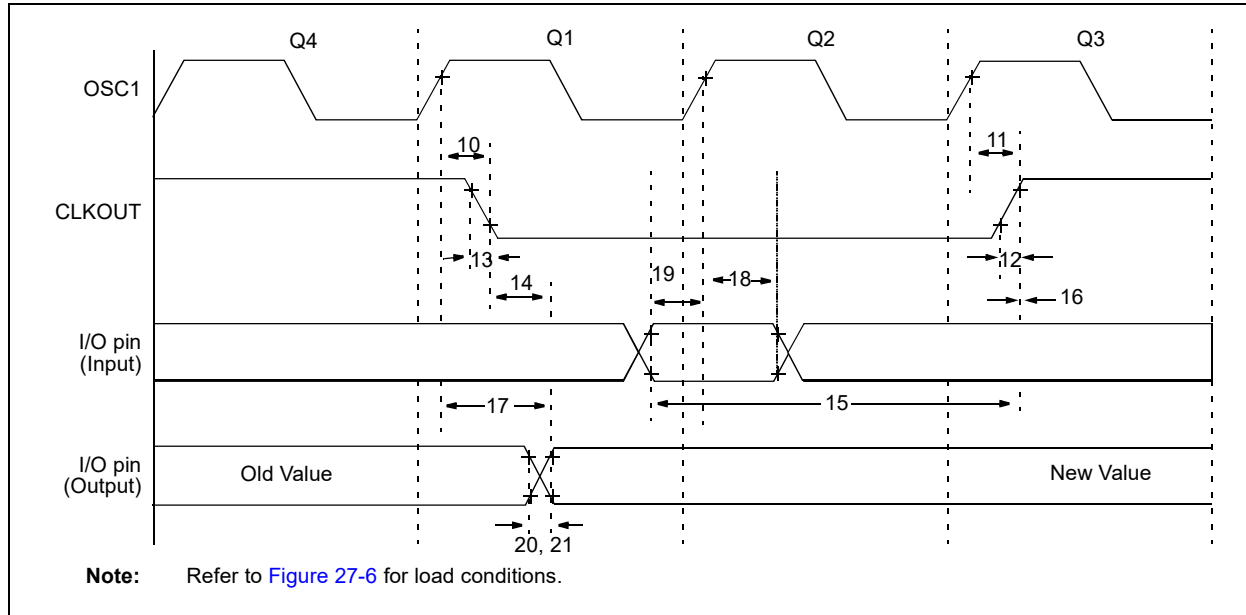 Q4 Q1 Q2 Q3
OSC1
10 11
CLKOUT
13 12
14 19 18 16
I/O pin
(Input)
17 15
I/O pin
(Output)
Old Value New Value
20, 21
Note: Refer to Figure 27-6 for load conditions.